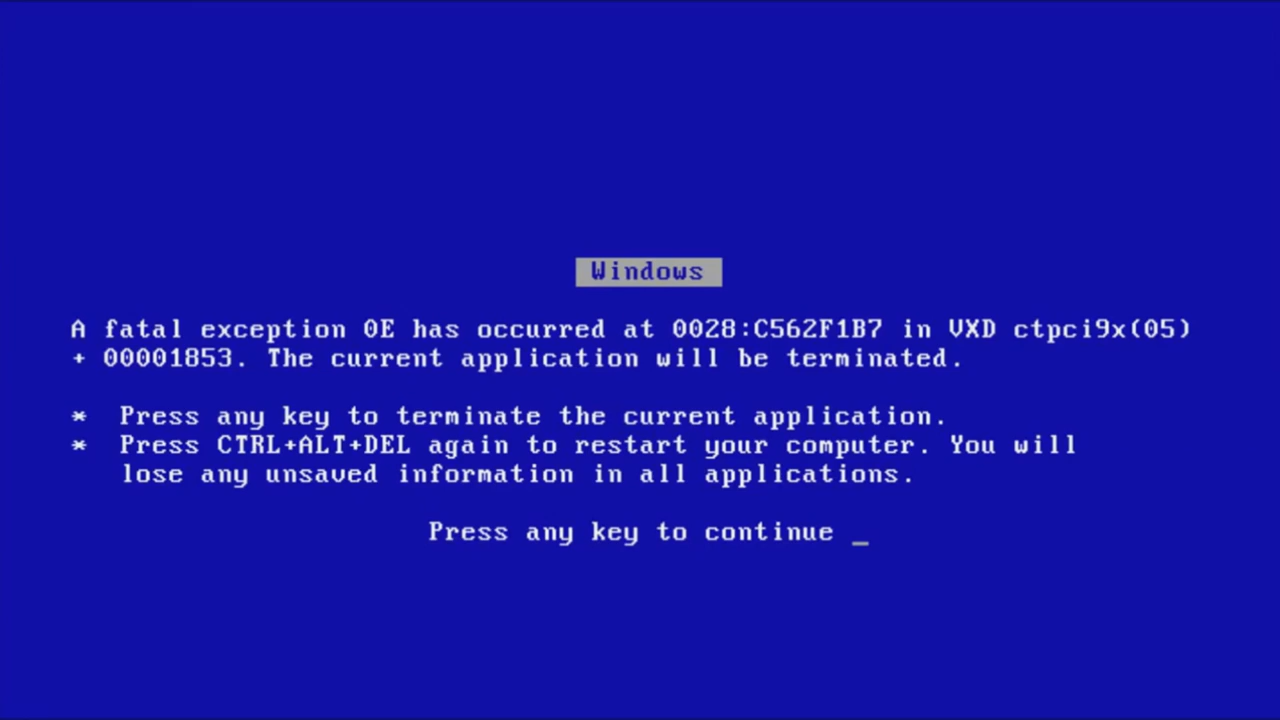 Windows
A fatal exception 0E has occurred at 0028:C562F1B7 in VXD ctpci9x(05)
+ 00001853. The current application will be terminated.
* Press any key to terminate the current application.
* Press CTRL+ALT+DEL again to restart your computer. You will
lose any unsaved information in all applications.
Press any key to continue _